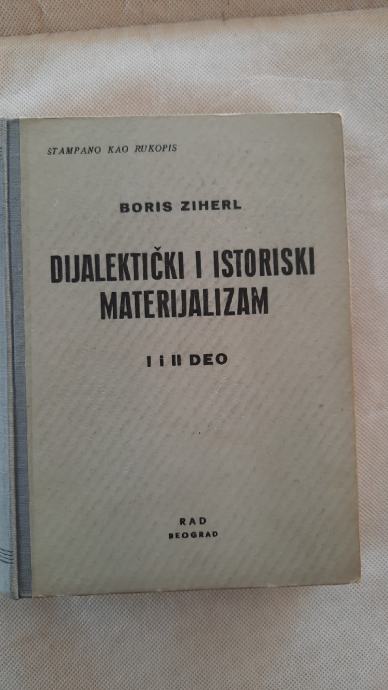 ŠTAMPANO KAO RUKOPIS
BORIS ZIHERL
DIJALEKTIČKI I ISTORISKI
MATERIJALIZAM
I i II DEO
RAD
BEOGRAD